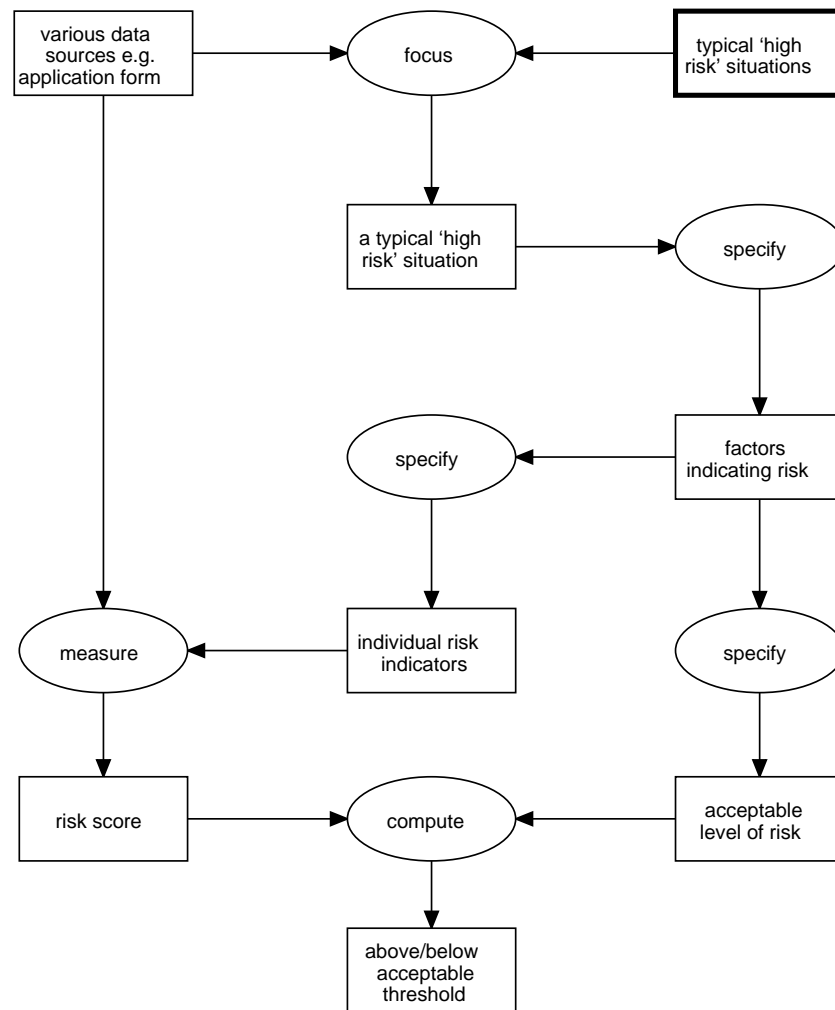 various data
sources e.g.
application form
focus
typical ‘high
risk’ situations
a typical ‘high
risk’ situation
specify
specify
factors
indicating risk
measure
individual risk
indicators
specify
risk score
compute
acceptable
level of risk
above/below
acceptable
threshold